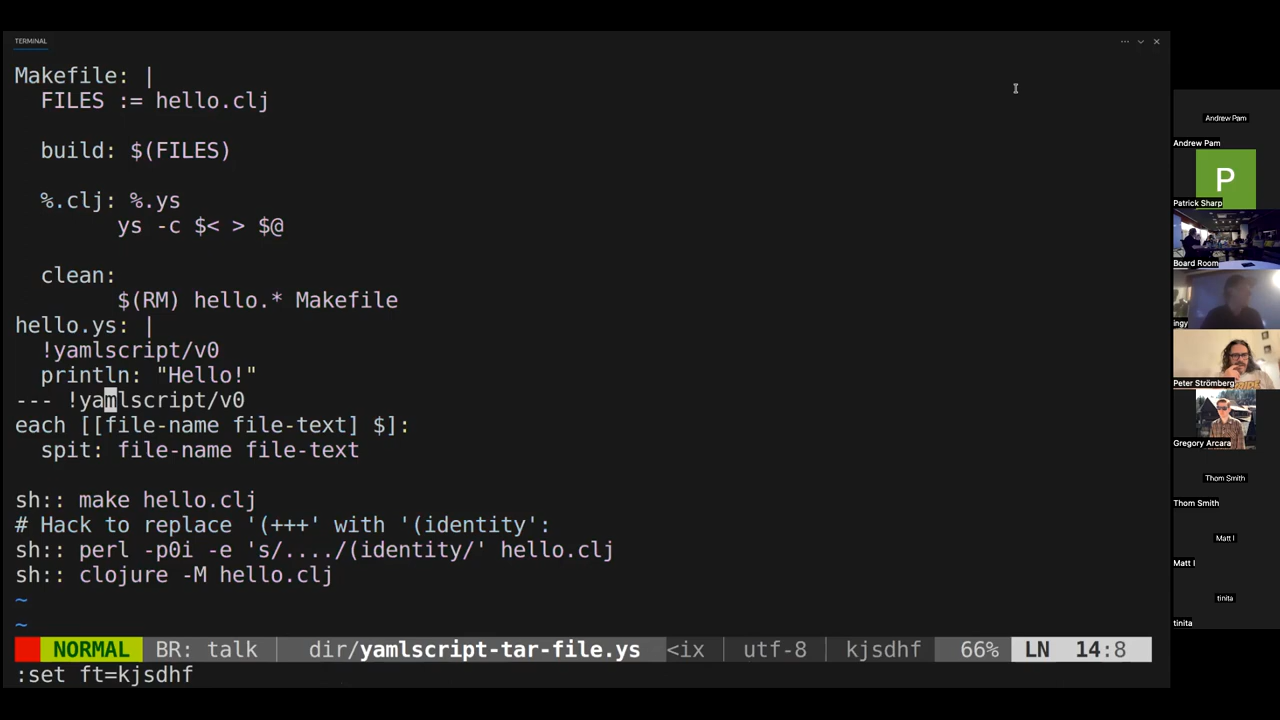 TERMINAL
Makefile: |
FILES := hello.clj
build: $(FILES)
%.clj: %.ys
ys -c $< > $@
clean:
$(RM) hello.* Makefile
hello.ys: |
!yamlscript/v0
println: "Hello!"
--- !yamlscript/v0
each [[file-name file-text] $]:
spit: file-name file-text
sh:: make hello.clj
# Hack to replace '(+++' with '(identity':
sh:: perl -p0i -e 's/..../(identity/' hello.clj
sh:: clojure -M hello.clj
~
~
NORMAL BR: talk dir/yamlscript-tar-file.ys <ix utf-8 kjsdhf 66% LN 14:8
:set ft=kjsdhf
Andrew Pam
Andrew Pam
P
Patrick Sharp
Board Room
ingy
Peter Strömberg
Gregory Arcara
Thom Smith
Thom Smith
Matt I
Matt I
tinita
tinita